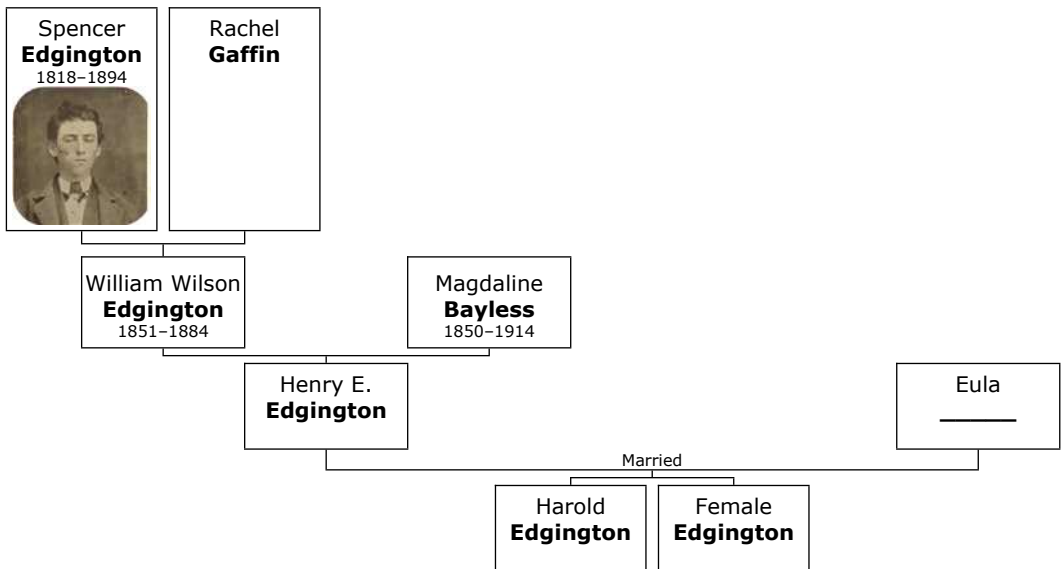 Spencer
Edgington
1818–1894
Rachel
Gaffin
William Wilson
Edgington
1851–1884
Magdaline
Bayless
1850–1914
Henry E.
Edgington
Eula
_____
Married
Harold
Edgington
Female
Edgington